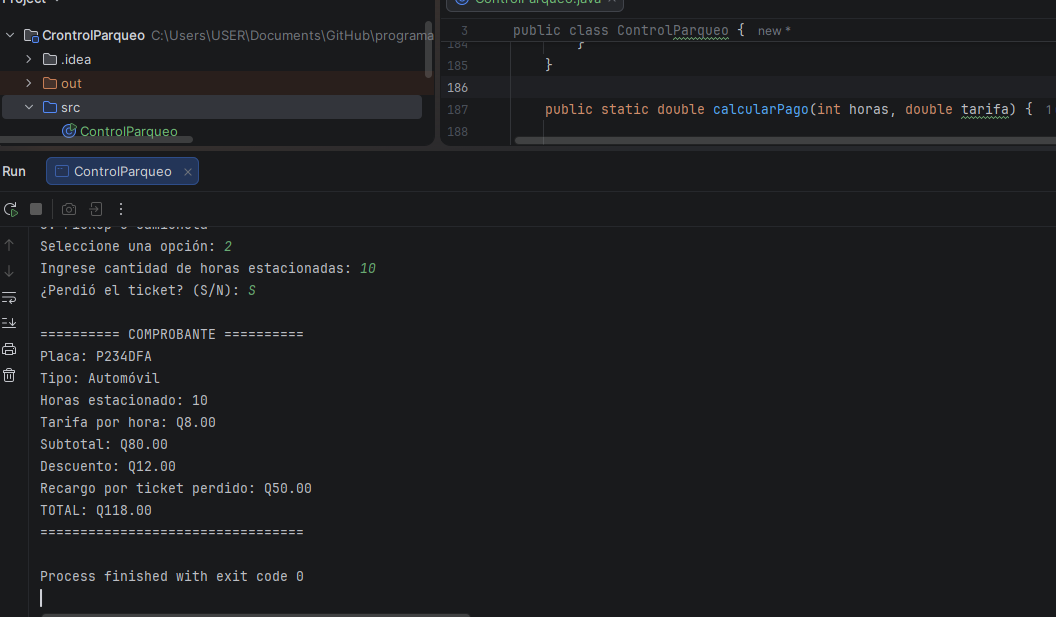 Project
CrontrolParqueo C:\Users\USER\Documents\GitHub\programa
.idea
out
src
ControlParqueo
ControlParqueo.java
3 public class ControlParqueo { new *
184 }
185 }
186
187 public static double calcularPago(int horas, double tarifa) { 1
188
Run ControlParqueo
3. Pickup o camioneta
Seleccione una opción: 2
Ingrese cantidad de horas estacionadas: 10
¿Perdió el ticket? (S/N): S
========== COMPROBANTE ==========
Placa: P234DFA
Tipo: Automóvil
Horas estacionado: 10
Tarifa por hora: Q8.00
Subtotal: Q80.00
Descuento: Q12.00
Recargo por ticket perdido: Q50.00
TOTAL: Q118.00
=================================
Process finished with exit code 0